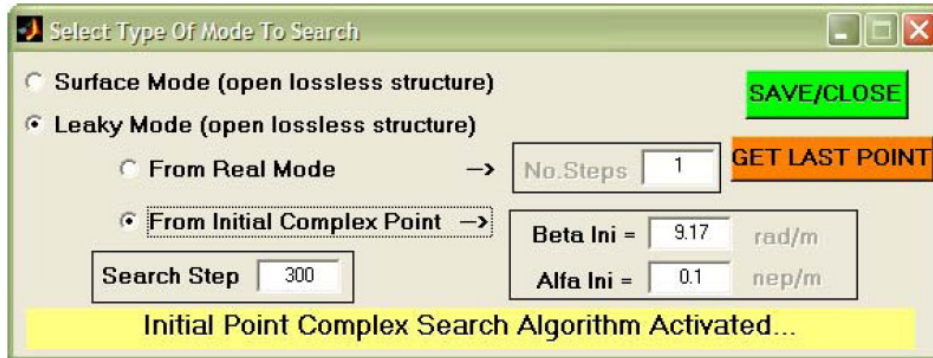 Select Type Of Mode To Search
Surface Mode (open lossless structure)
SAVE/CLOSE
Leaky Mode (open lossless structure)
From Real Mode --> No.Steps 1
GET LAST POINT
From Initial Complex Point -->
Beta Ini = 9.17 rad/m
Search Step 300
Alfa Ini = 0.1 nep/m
Initial Point Complex Search Algorithm Activated...